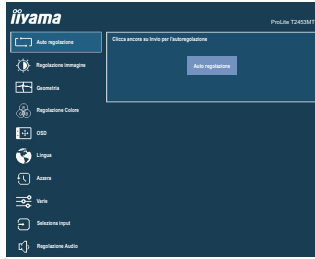 iiyama
ProLite T2453MT
Auto regolazione
Clicca ancora su Invio per l'autoregolazione
Auto regolazione
Regolazione Immagine
Geometria
Regolazione Colore
OSD
Lingua
Azzera
Varie
Seleziona input
Regolazione Audio